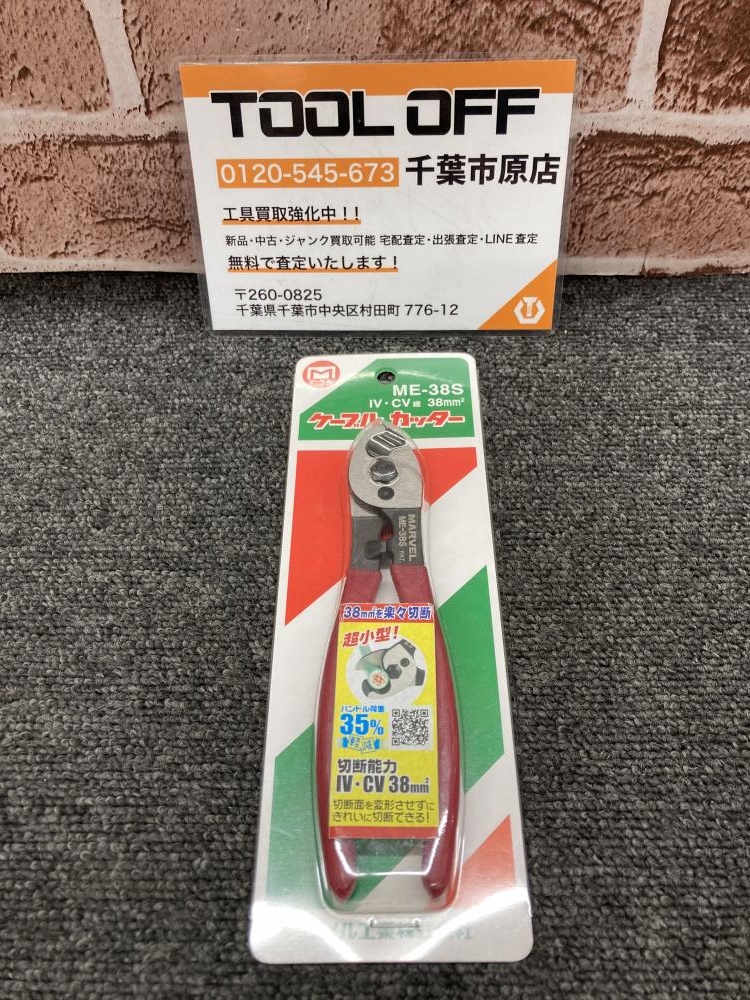 TOOL OFF
0120-545-673 千葉市原店
工具買取強化中！！
新品・中古・ジャンク買取可能 宅配査定・出張査定・LINE査定
無料で査定いたします！
〒260-0825
千葉県千葉市中央区村田町 776-12
M
ME-38S
IV・CV線 38mm²
ケーブルカッター
MARVEL
ME-38S PAT.
38mm²を楽々切断
超小型！
ハンドル荷重
35%
軽減
切断能力
IV・CV 38mm²
切断面を変形させずに
きれいに切断できる！